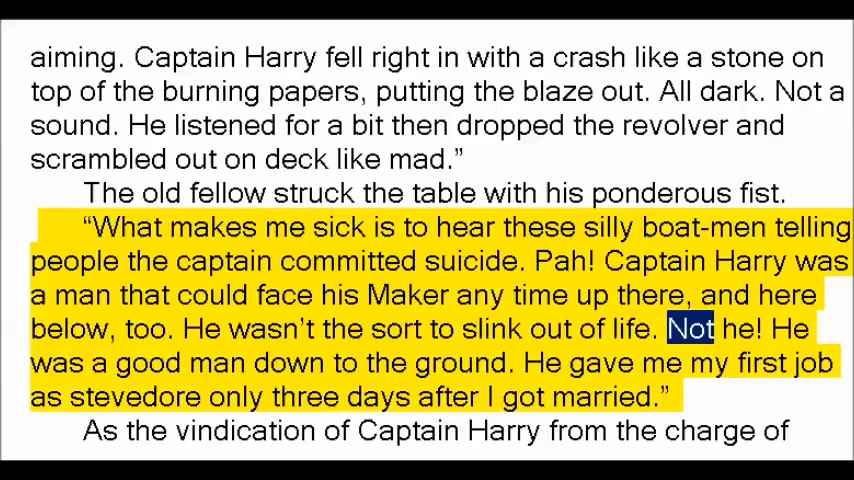 aiming. Captain Harry fell right in with a crash like a stone on
top of the burning papers, putting the blaze out. All dark. Not a
sound. He listened for a bit then dropped the revolver and
scrambled out on deck like mad.”
The old fellow struck the table with his ponderous fist.
“What makes me sick is to hear these silly boat-men telling
people the captain committed suicide. Pah! Captain Harry was
a man that could face his Maker any time up there, and here
below, too. He wasn’t the sort to slink out of life. Not he! He
was a good man down to the ground. He gave me my first job
as stevedore only three days after I got married.”
As the vindication of Captain Harry from the charge of